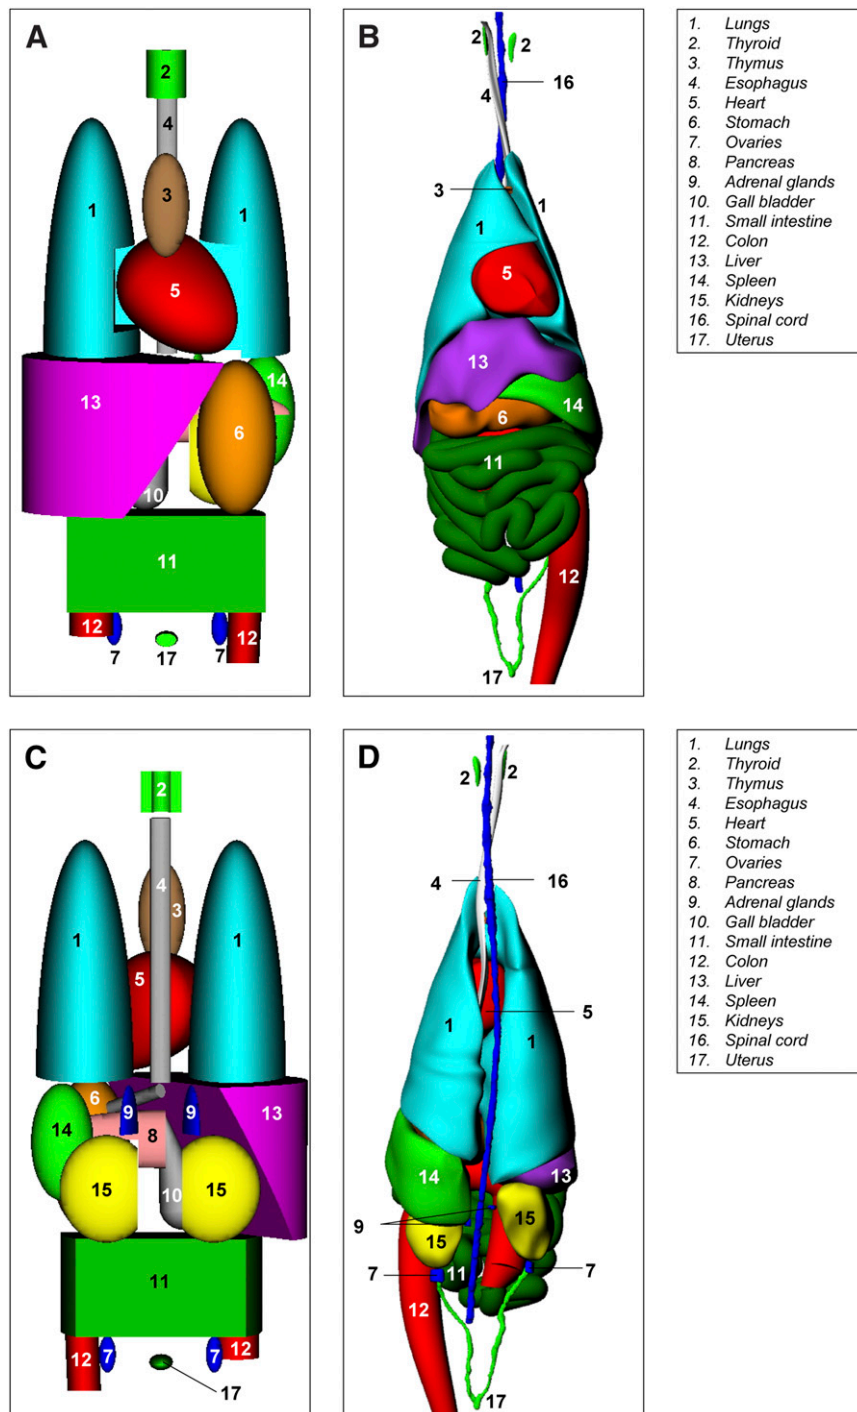 A
2
4
3
1
1
5
13
14
6
10
11
12
12
7
17
7
B
2
2
16
4
3
1
1
5
13
14
6
11
12
17
1. Lungs
2. Thyroid
3. Thymus
4. Esophagus
5. Heart
6. Stomach
7. Ovaries
8. Pancreas
9. Adrenal glands
10. Gall bladder
11. Small intestine
12. Colon
13. Liver
14. Spleen
15. Kidneys
16. Spinal cord
17. Uterus
C
2
4
3
1
1
5
6
9
9
13
14
8
15
10
15
11
12
7
7
12
17
D
2
2
4
16
1
5
1
14
13
9
15
15
7
11
7
12
17
1. Lungs
2. Thyroid
3. Thymus
4. Esophagus
5. Heart
6. Stomach
7. Ovaries
8. Pancreas
9. Adrenal glands
10. Gall bladder
11. Small intestine
12. Colon
13. Liver
14. Spleen
15. Kidneys
16. Spinal cord
17. Uterus